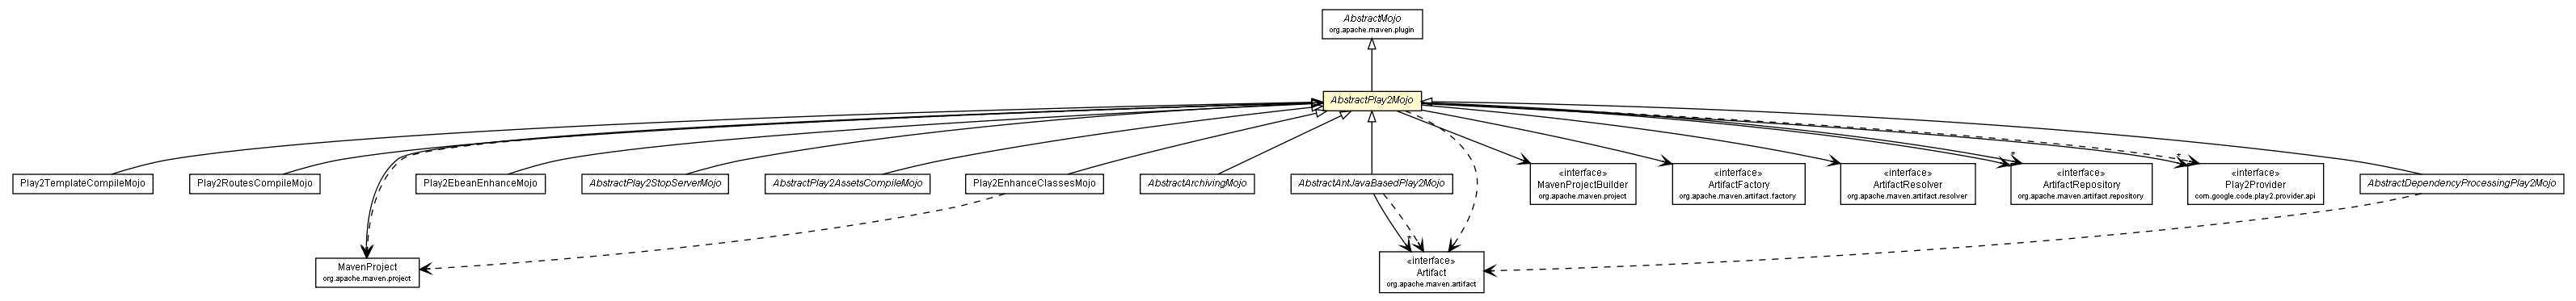 AbstractMojo
org.apache.maven.plugin
AbstractPlay2Mojo
Play2TemplateCompileMojo
Play2RoutesCompileMojo
Play2EbeanEnhanceMojo
AbstractPlay2StopServerMojo
AbstractPlay2AssetsCompileMojo
Play2EnhanceClassesMojo
AbstractArchivingMojo
AbstractAntJavaBasedPlay2Mojo
«interface»
MavenProjectBuilder
org.apache.maven.project
«interface»
ArtifactFactory
org.apache.maven.artifact.factory
«interface»
ArtifactResolver
org.apache.maven.artifact.resolver
«interface»
ArtifactRepository
org.apache.maven.artifact.repository
«interface»
Play2Provider
com.google.code.play2.provider.api
AbstractDependencyProcessingPlay2Mojo
MavenProject
org.apache.maven.project
«interface»
Artifact
org.apache.maven.artifact